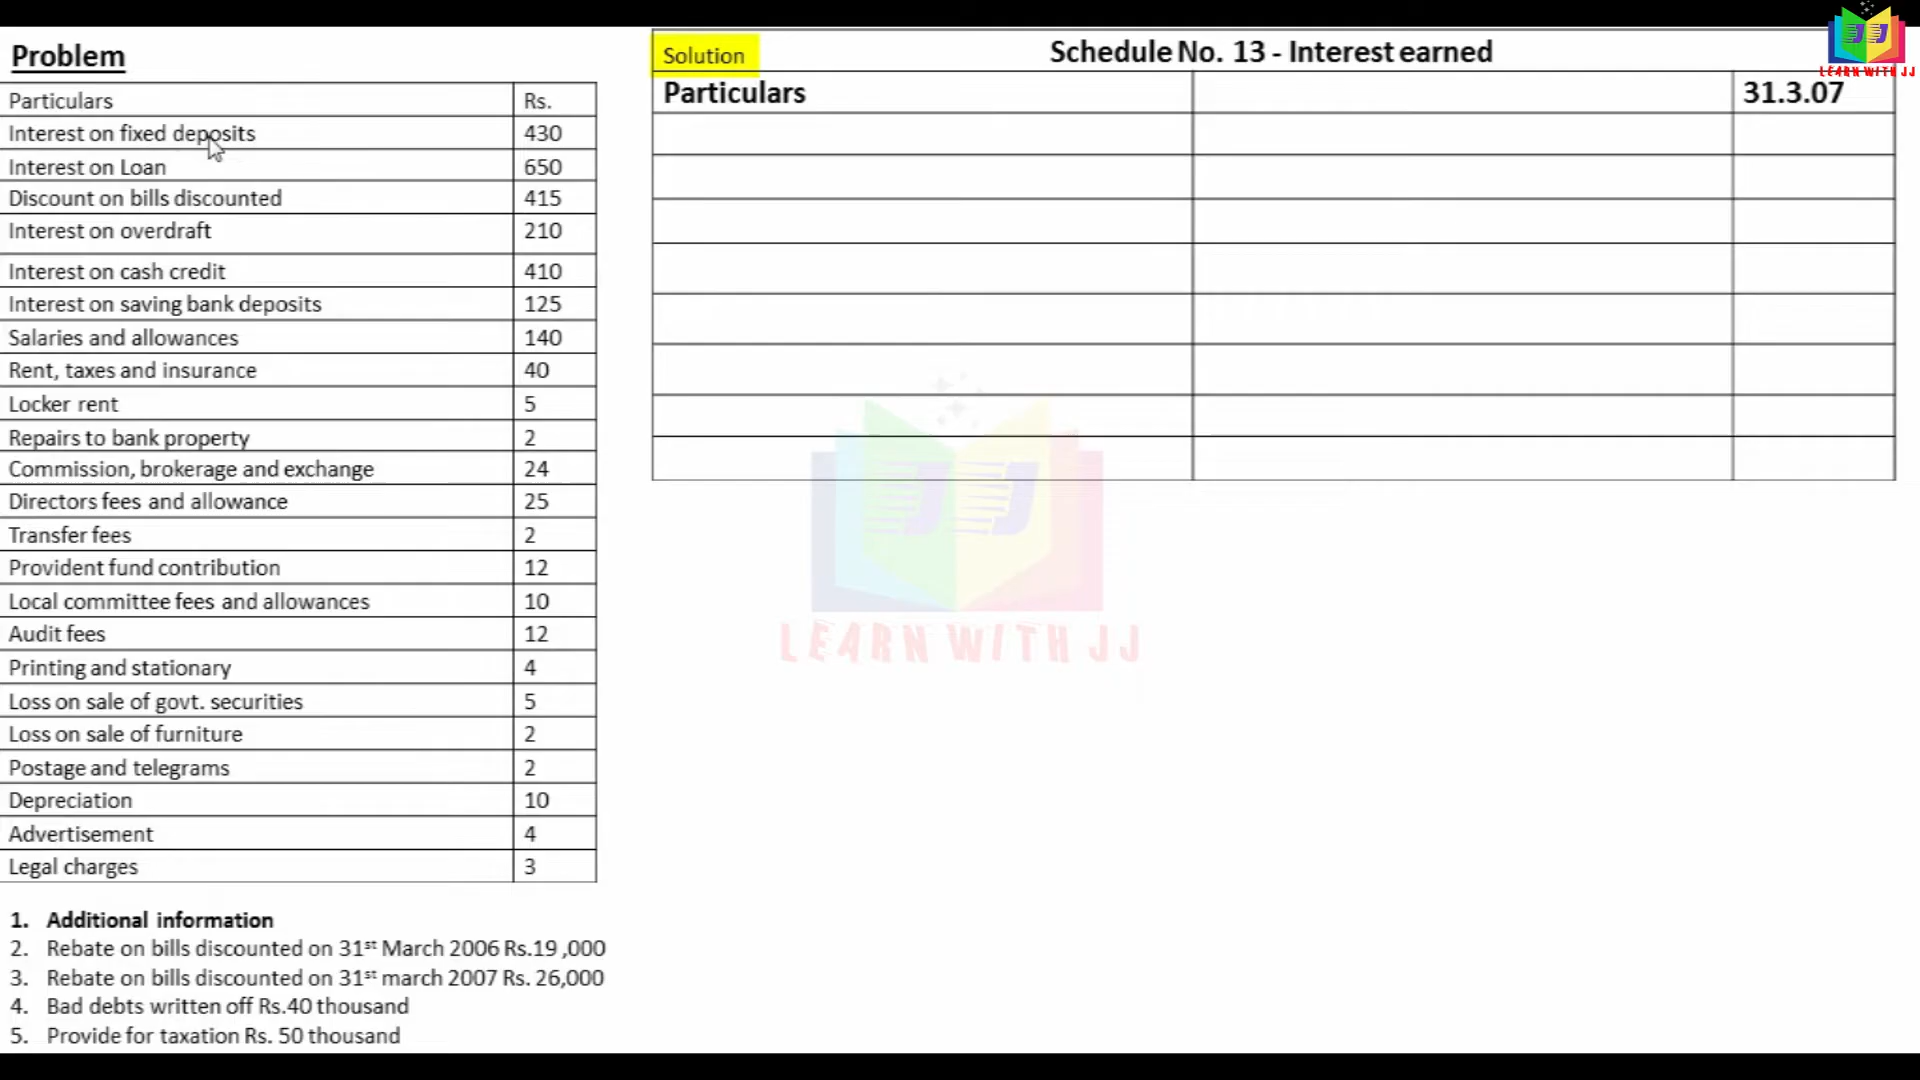 Problem
Particulars Rs.
Interest on fixed deposits 430
Interest on Loan 650
Discount on bills discounted 415
Interest on overdraft 210
Interest on cash credit 410
Interest on saving bank deposits 125
Salaries and allowances 140
Rent, taxes and insurance 40
Locker rent 5
Repairs to bank property 2
Commission, brokerage and exchange 24
Directors fees and allowance 25
Transfer fees 2
Provident fund contribution 12
Local committee fees and allowances 10
Audit fees 12
Printing and stationary 4
Loss on sale of govt. securities 5
Loss on sale of furniture 2
Postage and telegrams 2
Depreciation 10
Advertisement 4
Legal charges 3
1. Additional information
2. Rebate on bills discounted on 31st March 2006 Rs.19 ,000
3. Rebate on bills discounted on 31st march 2007 Rs. 26,000
4. Bad debts written off Rs.40 thousand
5. Provide for taxation Rs. 50 thousand
Solution Schedule No. 13 - Interest earned
Particulars 31.3.07
JJ
LEARN WITH JJ
JJ
LEARN WITH JJ